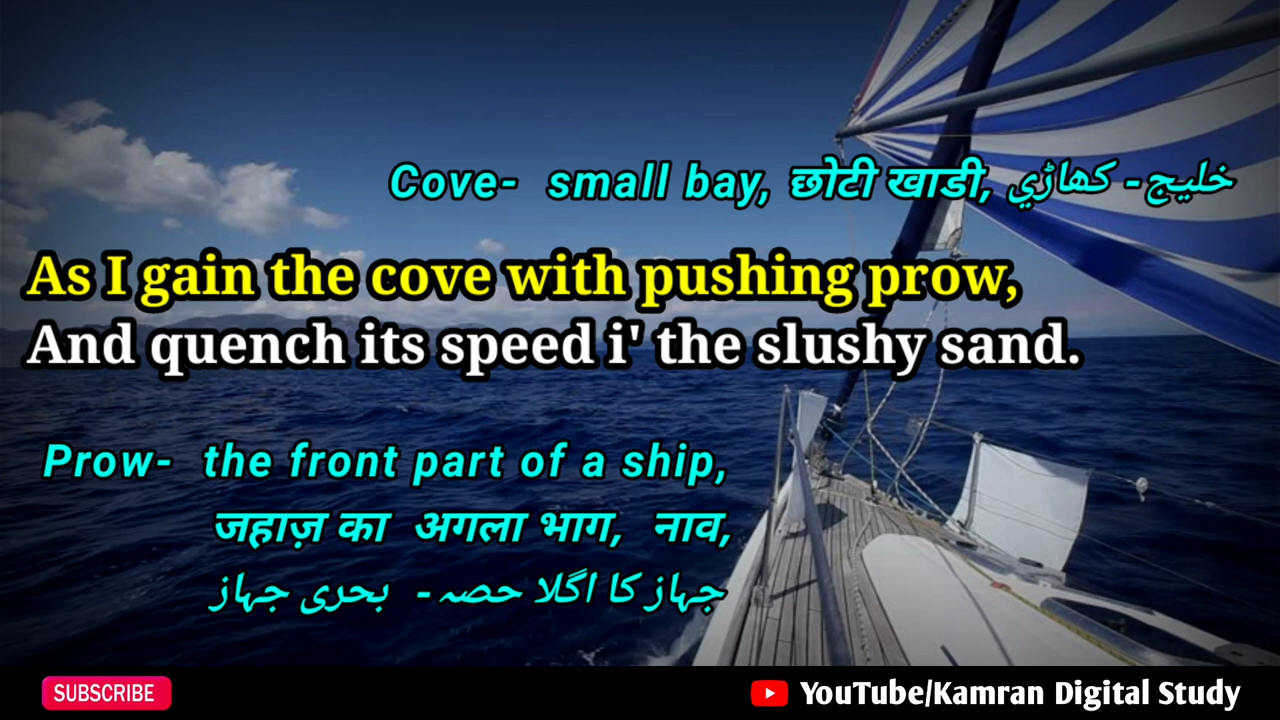 Cove- small bay, छोटी खाडी, خلیج - کھاڑي
As I gain the cove with pushing prow,
And quench its speed i' the slushy sand.
Prow- the front part of a ship,
जहाज़ का अगला भाग, नाव,
جہاز کا اگلا حصہ - بحری جہاز
SUBSCRIBE
YouTube/Kamran Digital Study